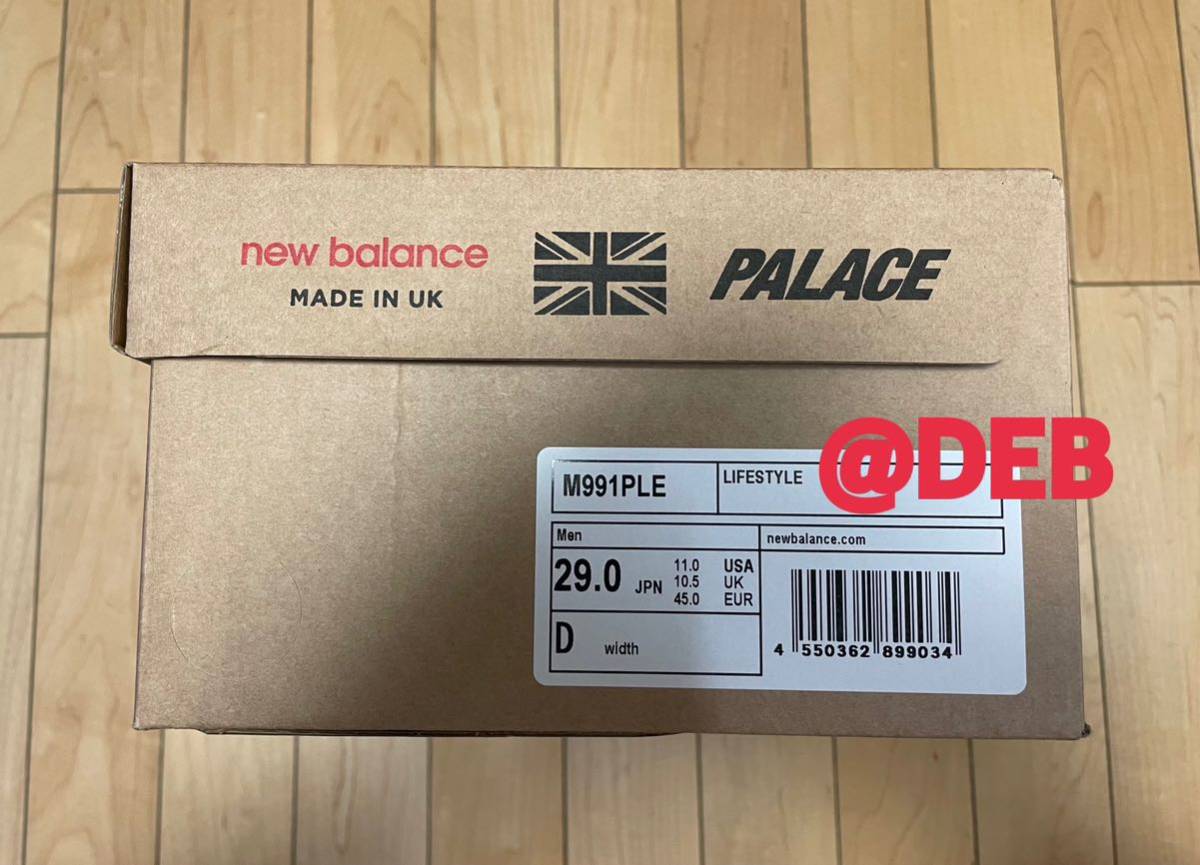 new balance
MADE IN UK
PALACE
@DEB
M991PLE
LIFESTYLE
Men
newbalance.com
29.0 JPN
11.0 USA
10.5 UK
45.0 EUR
D width
4 550362 899034